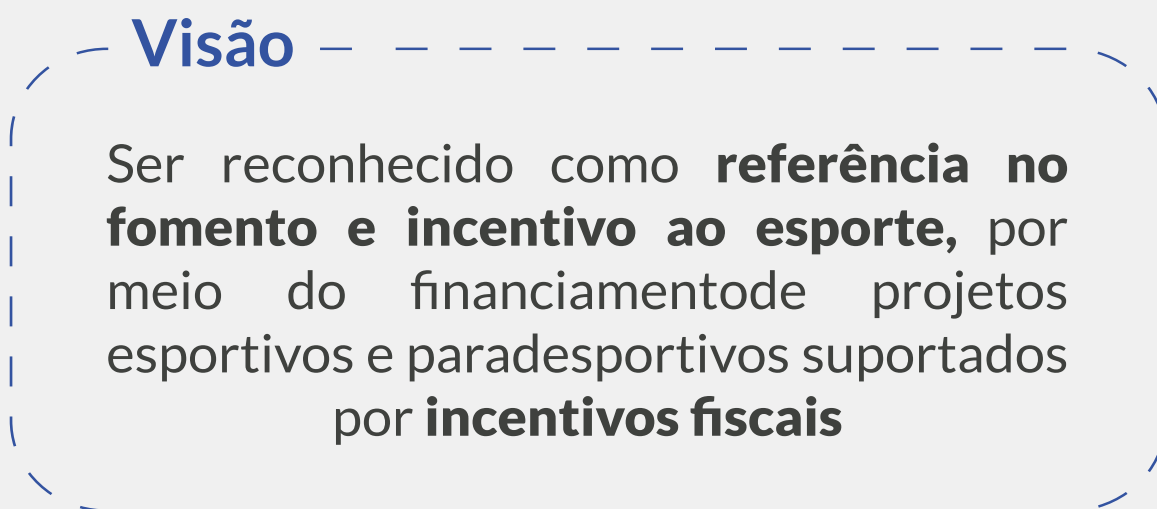 Visão
Ser reconhecido como referência no
fomento e incentivo ao esporte, por
meio do financiamentode projetos
esportivos e paradesportivos suportados
por incentivos fiscais